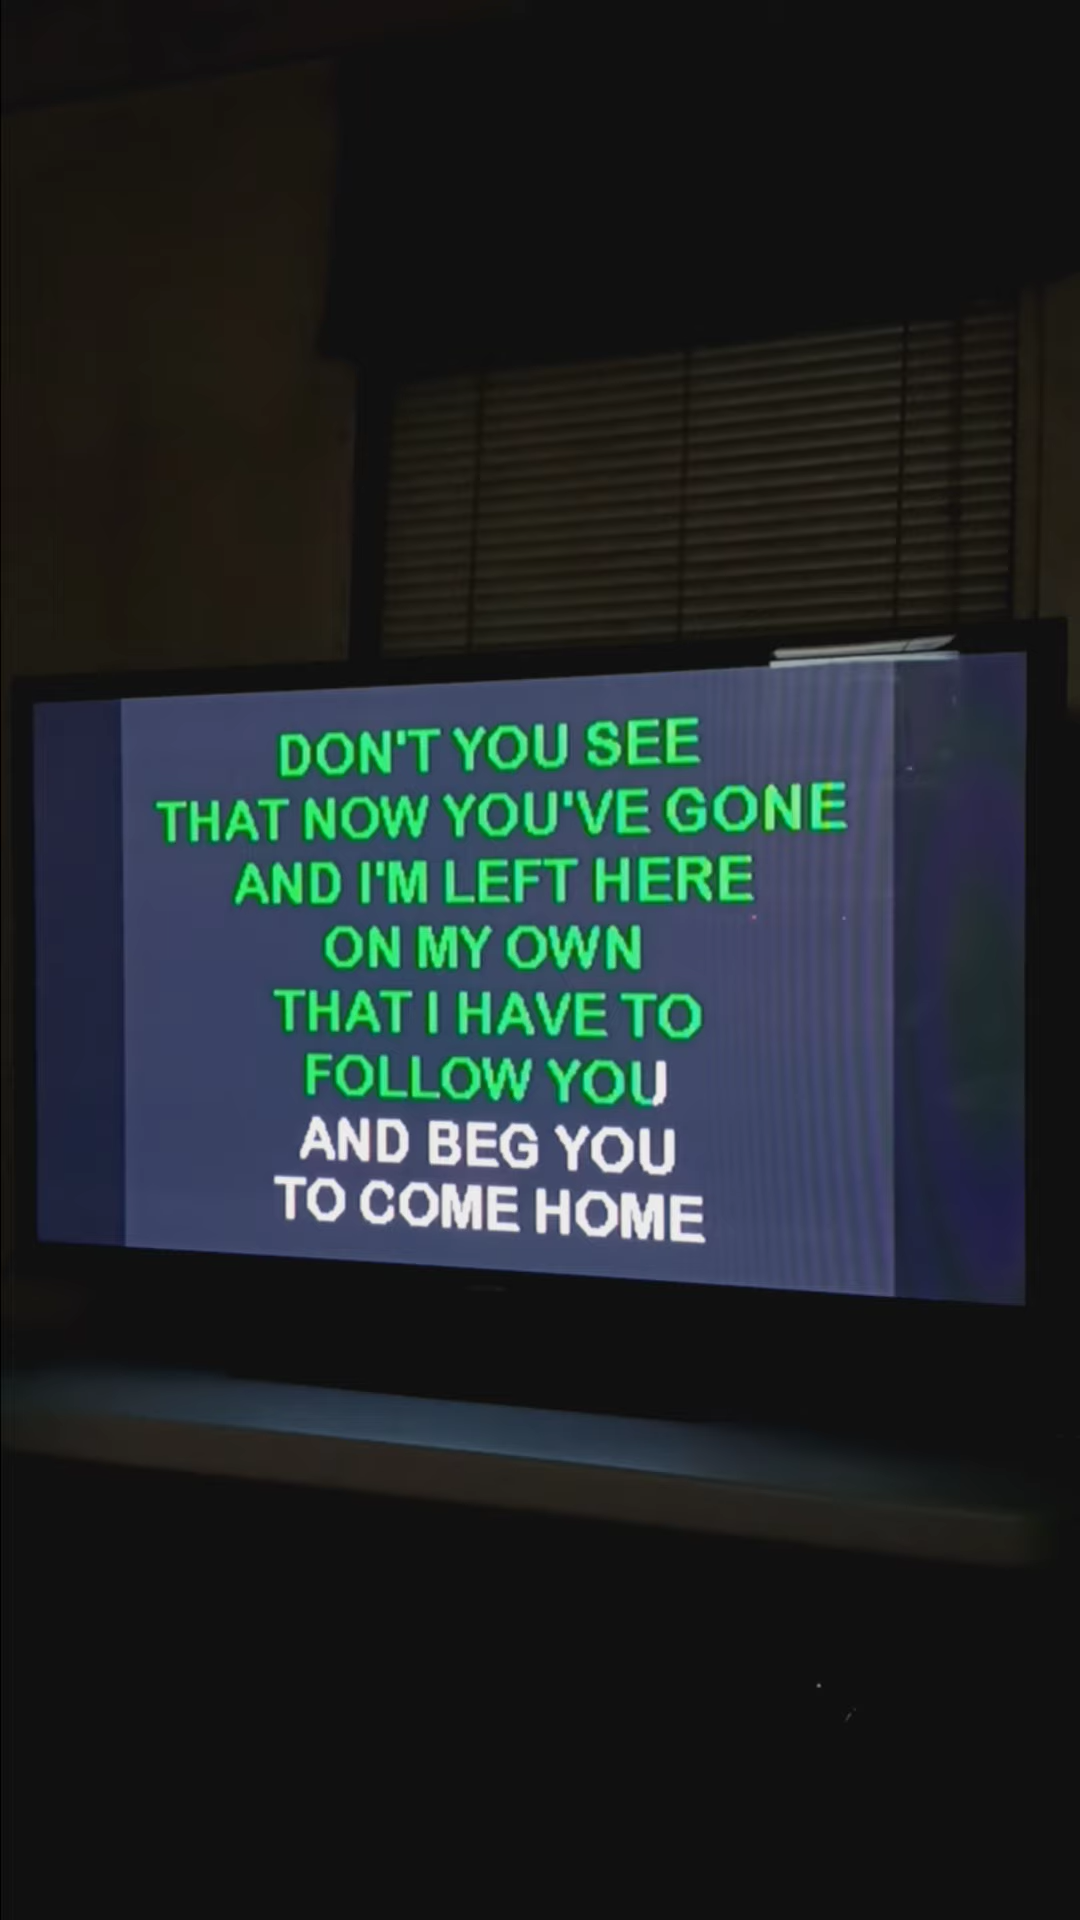 DON'T YOU SEE
THAT NOW YOU'VE GONE
AND I'M LEFT HERE
ON MY OWN
THAT I HAVE TO
FOLLOW YOU
AND BEG YOU
TO COME HOME